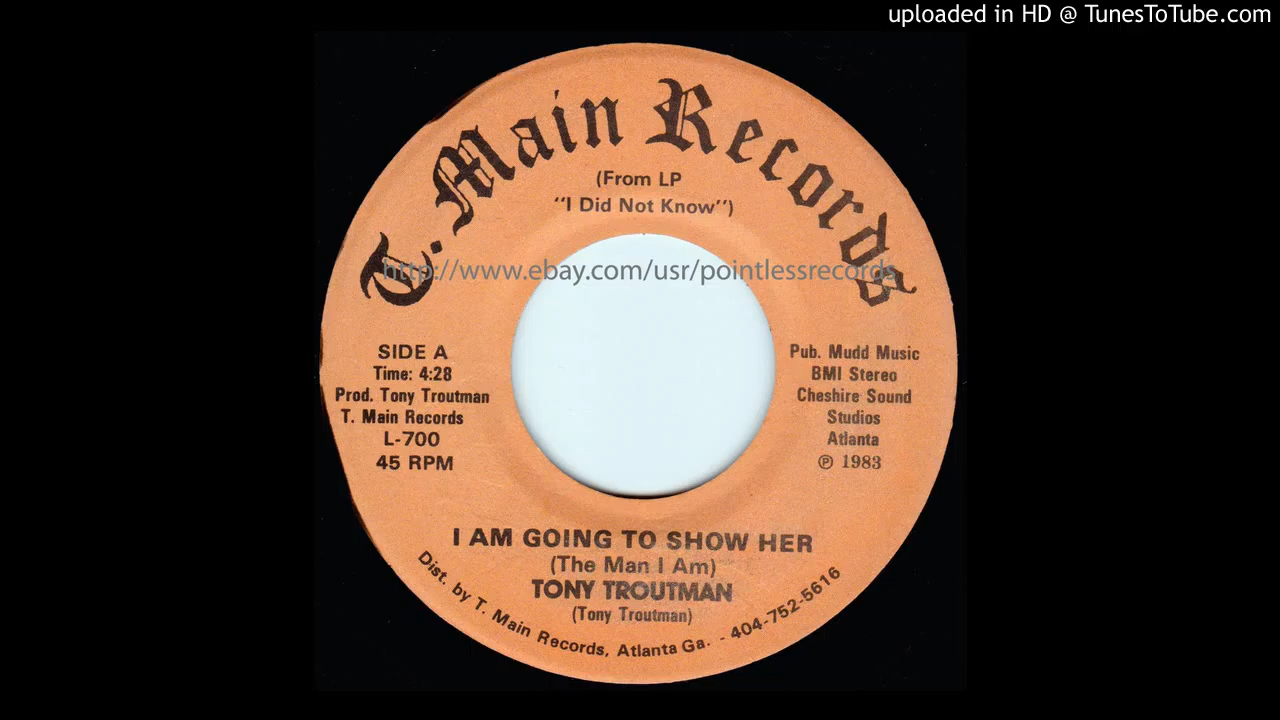 uploaded in HD @ TunesToTube.com
T. Main Records
(From LP
"I Did Not Know")
http://www.ebay.com/usr/pointlessrecords
SIDE A
Time: 4:28
Prod. Tony Troutman
T. Main Records
L-700
45 RPM
Pub. Mudd Music
BMI Stereo
Cheshire Sound
Studios
Atlanta
℗ 1983
I AM GOING TO SHOW HER
(The Man I Am)
TONY TROUTMAN
(Tony Troutman)
Dist. by T. Main Records, Atlanta Ga. - 404-752-5616